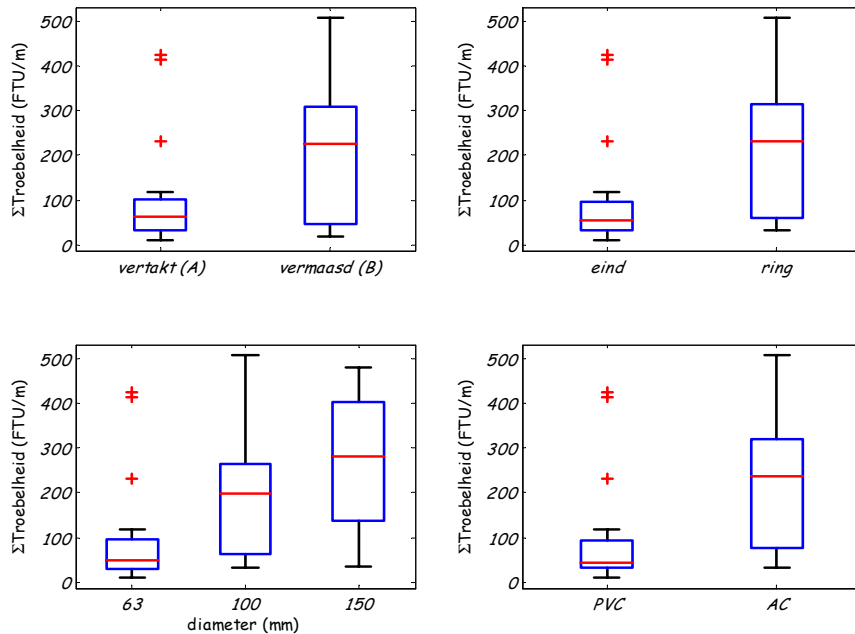 500
400
300
200
100
0
ΣTroebelheid (FTU/m)
vertakt (A) vermaasd (B)
500
400
300
200
100
0
ΣTroebelheid (FTU/m)
eind ring
500
400
300
200
100
0
ΣTroebelheid (FTU/m)
63 100 150
diameter (mm)
500
400
300
200
100
0
ΣTroebelheid (FTU/m)
PVC AC